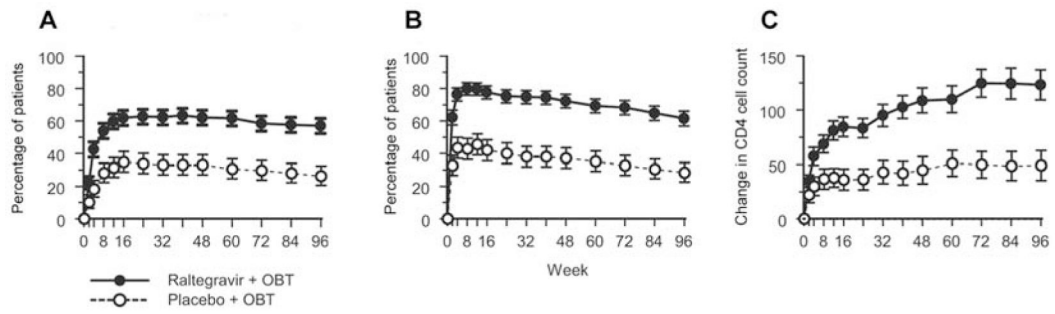 A
Percentage of patients
100
80
60
40
20
0
0 8 16 32 48 60 72 84 96
B
Percentage of patients
100
80
60
40
20
0
0 8 16 32 48 60 72 84 96
Week
C
Change in CD4 cell count
150
100
50
0
0 8 16 32 48 60 72 84 96
Raltegravir + OBT
Placebo + OBT